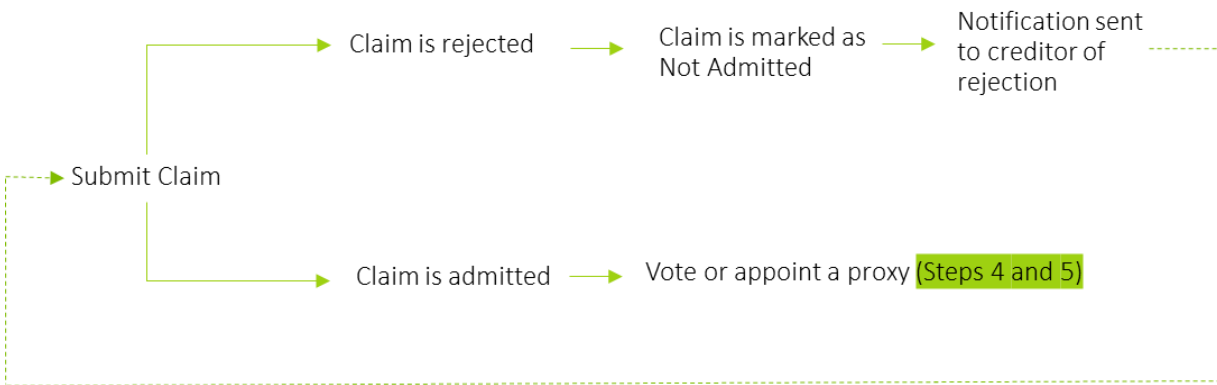 Claim is rejected
Claim is marked as
Not Admitted
Notification sent
to creditor of
rejection
Submit Claim
Claim is admitted
Vote or appoint a proxy (Steps 4 and 5)